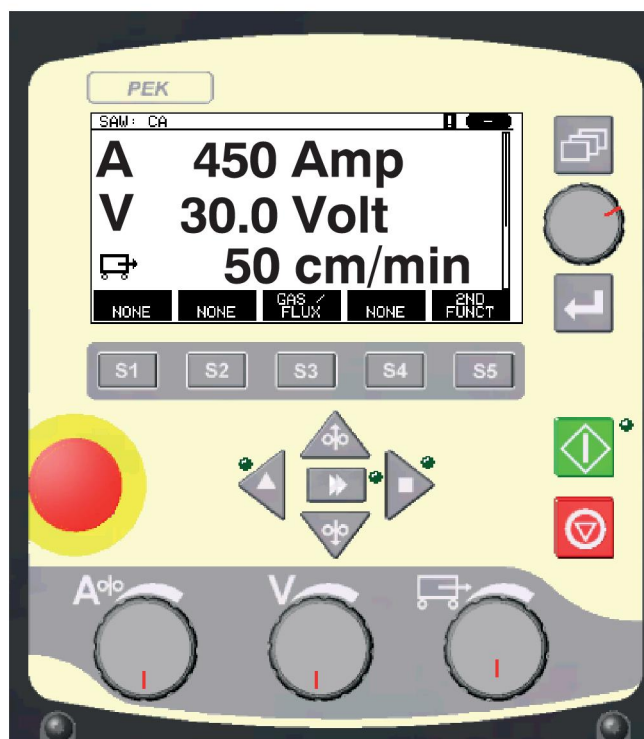 PEK
SAW: CA
A 450 Amp
V 30.0 Volt
50 cm/min
NONE NONE GAS / FLUX NONE 2ND FUNCT
S1 S2 S3 S4 S5
A V